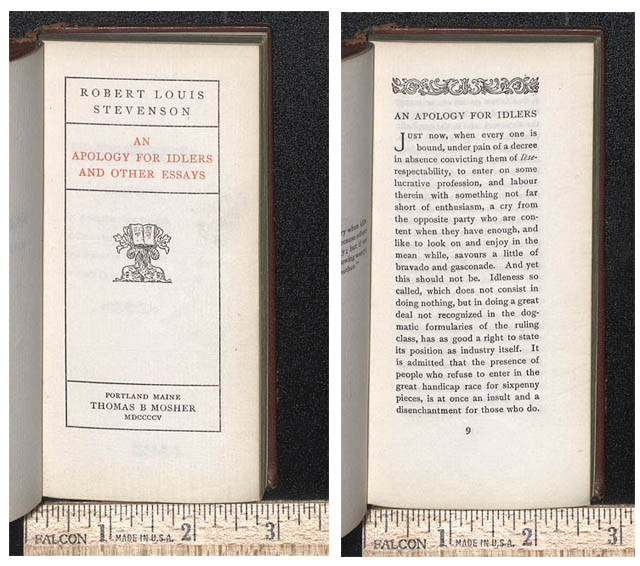 ROBERT LOUIS
STEVENSON
AN
APOLOGY FOR IDLERS
AND OTHER ESSAYS
PORTLAND MAINE
THOMAS B MOSHER
MDCCCCV
FALCON 1 MADE IN U.S.A. 2 3
AN APOLOGY FOR IDLERS
JUST now, when every one is
bound, under pain of a decree
in absence convicting them of lèse-
respectability, to enter on some
lucrative profession, and labour
therein with something not far
short of enthusiasm, a cry from
the opposite party who are con-
tent when they have enough, and
like to look on and enjoy in the
mean while, savours a little of
bravado and gasconade. And yet
this should not be. Idleness so
called, which does not consist in
doing nothing, but in doing a great
deal not recognized in the dog-
matic formularies of the ruling
class, has as good a right to state
its position as industry itself. It
is admitted that the presence of
people who refuse to enter in the
great handicap race for sixpenny
pieces, is at once an insult and a
disenchantment for those who do.
9
FALCON 1 MADE IN U.S.A. 2 3